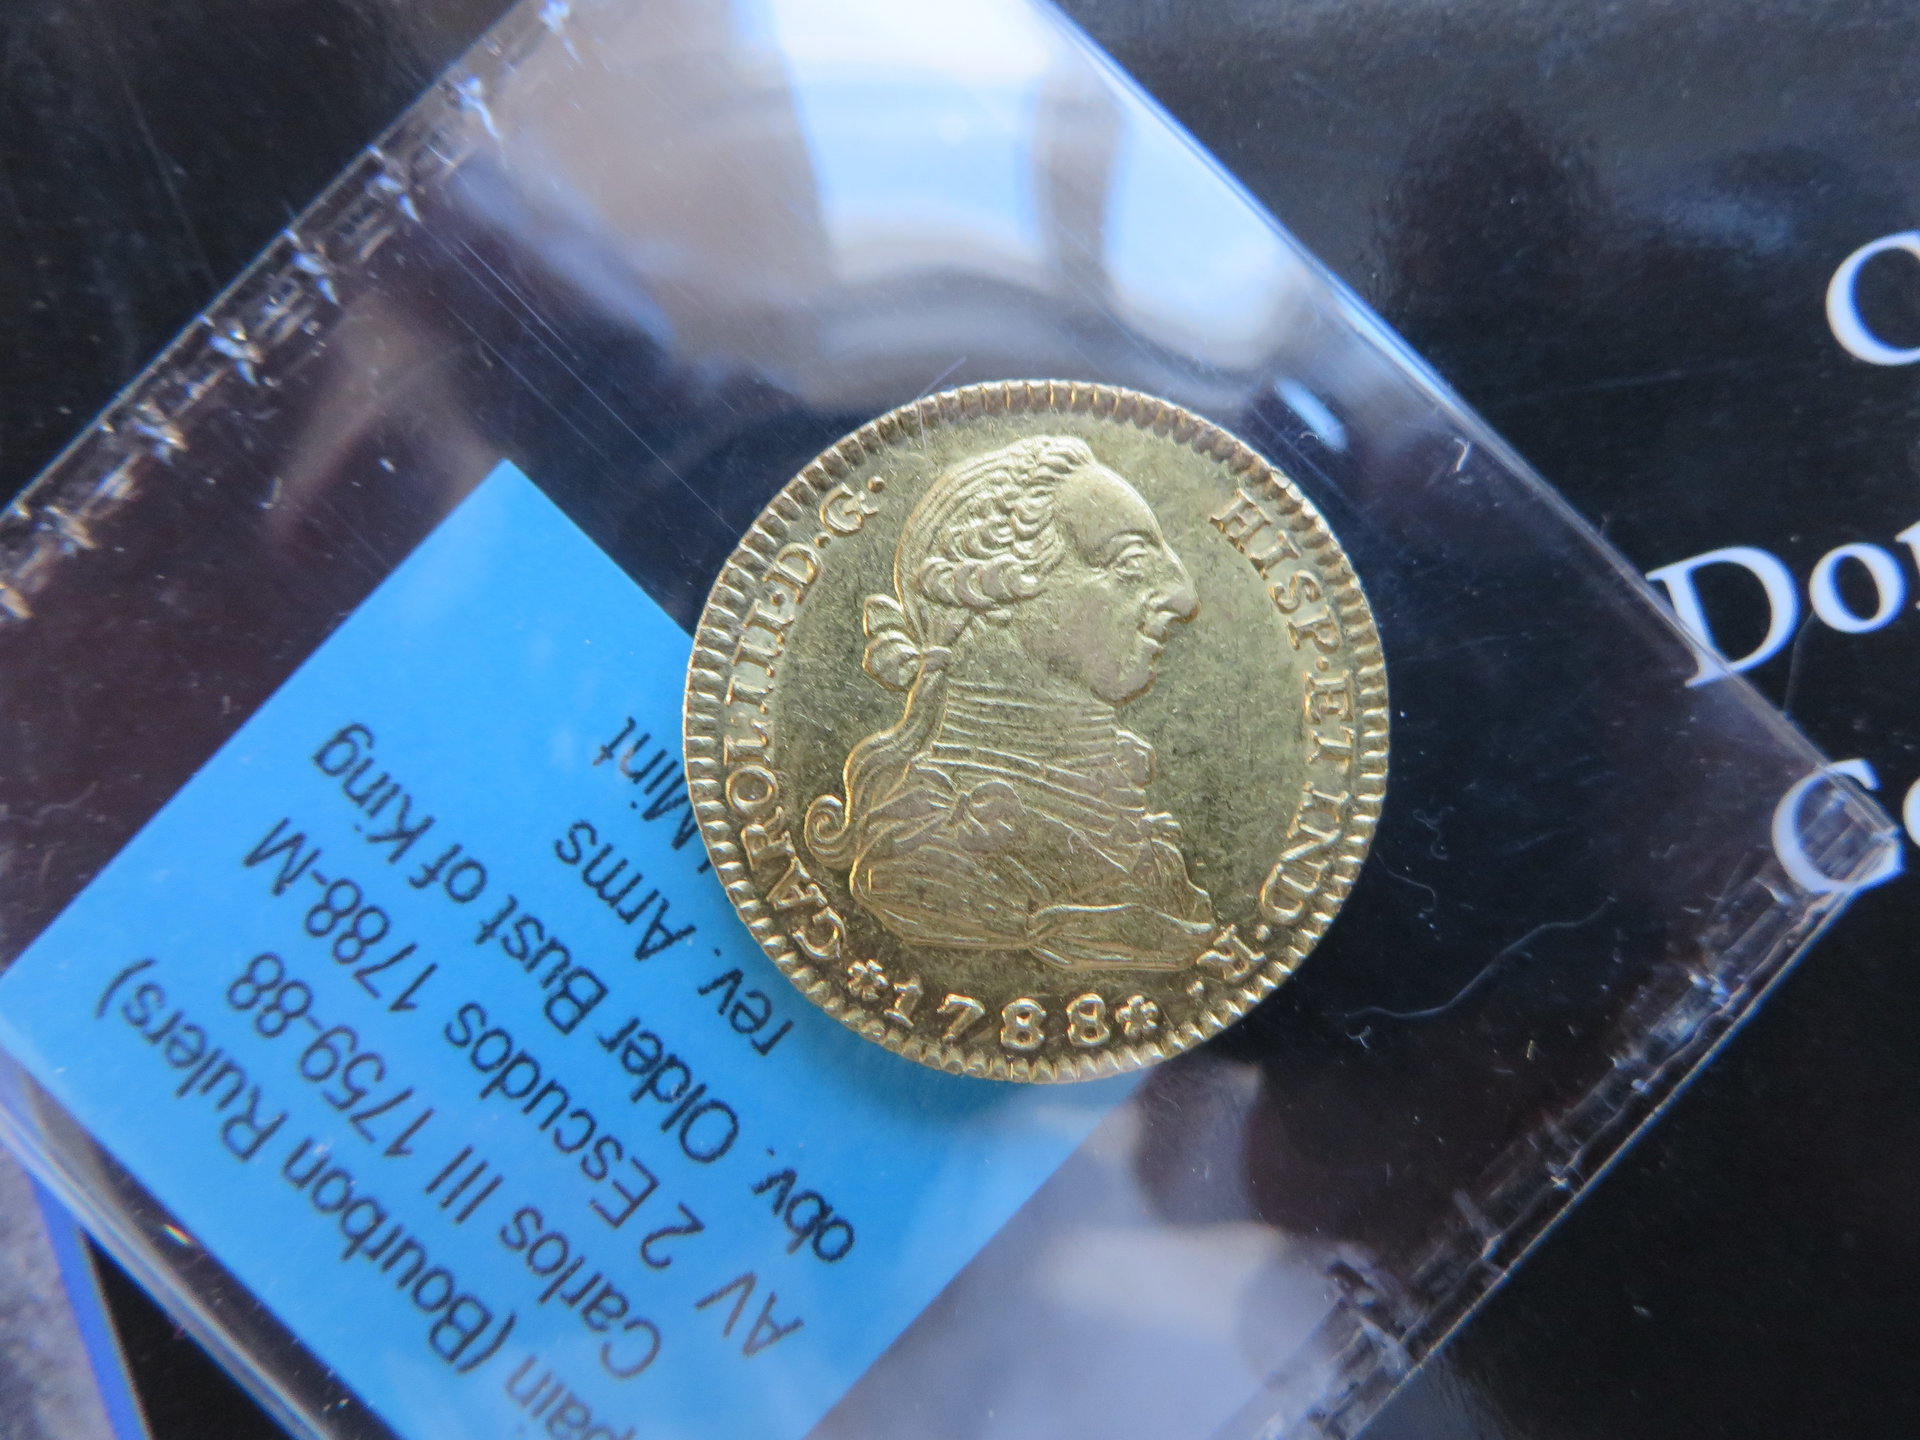 CAROL·III·D·G· HISP·ET IND·R·
*1788*
(Bourbon Rulers)
Carlos III 1759-88
AV 2 Escudos 1788-M
obv. Older Bust of King
rev. Arms
Mint